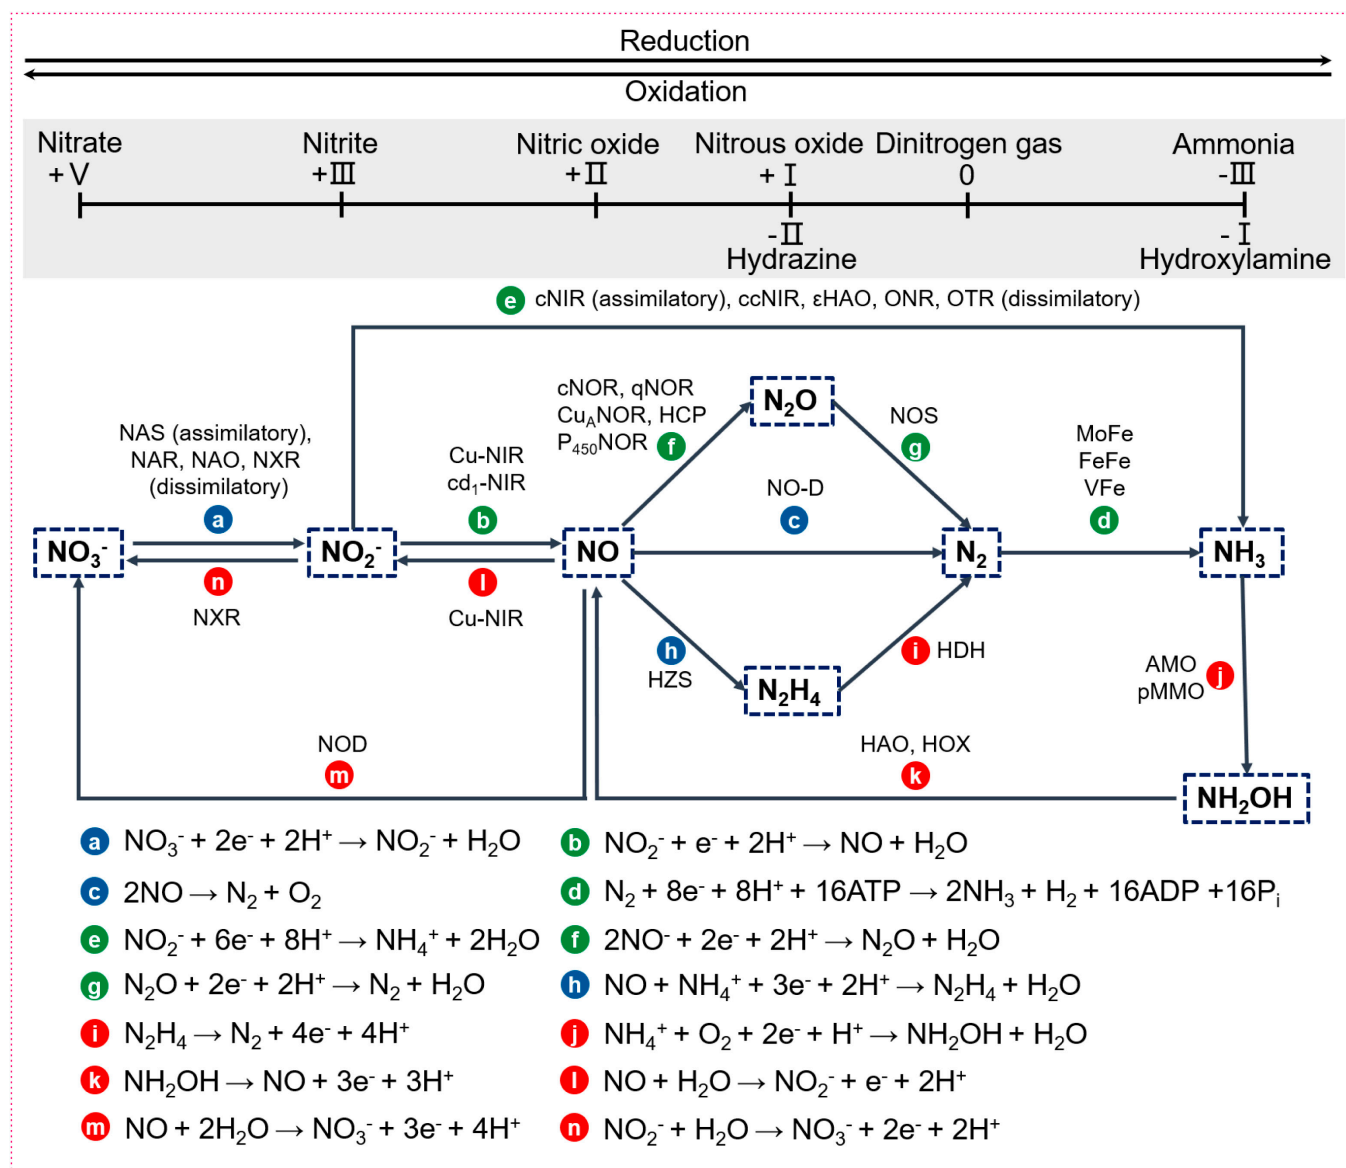 Reduction
Oxidation
Nitrate
Nitrite
Nitric oxide
Nitrous oxide
Dinitrogen gas
Ammonia
+V
+III
+II
+ I
0
-III
-II
- I
Hydrazine
Hydroxylamine
e cNIR (assimilatory), ccNIR, εHAO, ONR, OTR (dissimilatory)
cNOR, qNOR
Cu_ANOR, HCP
P₄₅₀NOR
f
N₂O
NOS
g
NAS (assimilatory),
NAR, NAO, NXR
(dissimilatory)
a
Cu-NIR
cd₁-NIR
b
NO-D
c
MoFe
FeFe
VFe
d
NO₃⁻
NO₂⁻
NO
N₂
NH₃
n
NXR
l
Cu-NIR
h
HZS
i HDH
N₂H₄
AMO
pMMO
j
NOD
m
HAO, HOX
k
NH₂OH
a NO₃⁻ + 2e⁻ + 2H⁺ → NO₂⁻ + H₂O
b NO₂⁻ + e⁻ + 2H⁺ → NO + H₂O
c 2NO → N₂ + O₂
d N₂ + 8e⁻ + 8H⁺ + 16ATP → 2NH₃ + H₂ + 16ADP +16Pᵢ
e NO₂⁻ + 6e⁻ + 8H⁺ → NH₄⁺ + 2H₂O
f 2NO⁻ + 2e⁻ + 2H⁺ → N₂O + H₂O
g N₂O + 2e⁻ + 2H⁺ → N₂ + H₂O
h NO + NH₄⁺ + 3e⁻ + 2H⁺ → N₂H₄ + H₂O
i N₂H₄ → N₂ + 4e⁻ + 4H⁺
j NH₄⁺ + O₂ + 2e⁻ + H⁺ → NH₂OH + H₂O
k NH₂OH → NO + 3e⁻ + 3H⁺
l NO + H₂O → NO₂⁻ + e⁻ + 2H⁺
m NO + 2H₂O → NO₃⁻ + 3e⁻ + 4H⁺
n NO₂⁻ + H₂O → NO₃⁻ + 2e⁻ + 2H⁺